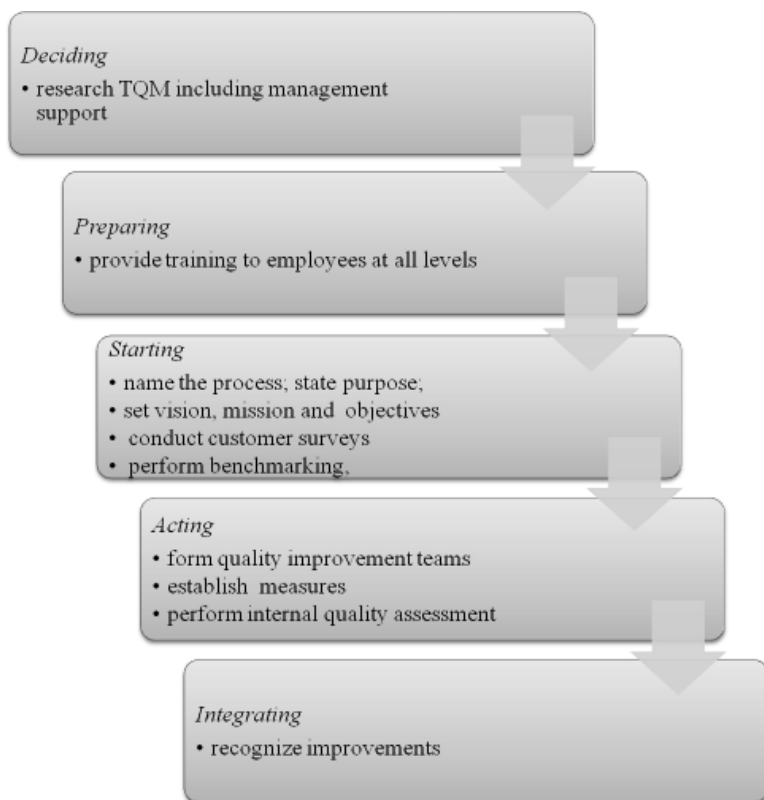 Deciding
• research TQM including management
support
Preparing
• provide training to employees at all levels
Starting
• name the process; state purpose;
• set vision, mission and objectives
• conduct customer surveys
• perform benchmarking,
Acting
• form quality improvement teams
• establish measures
• perform internal quality assessment
Integrating
• recognize improvements